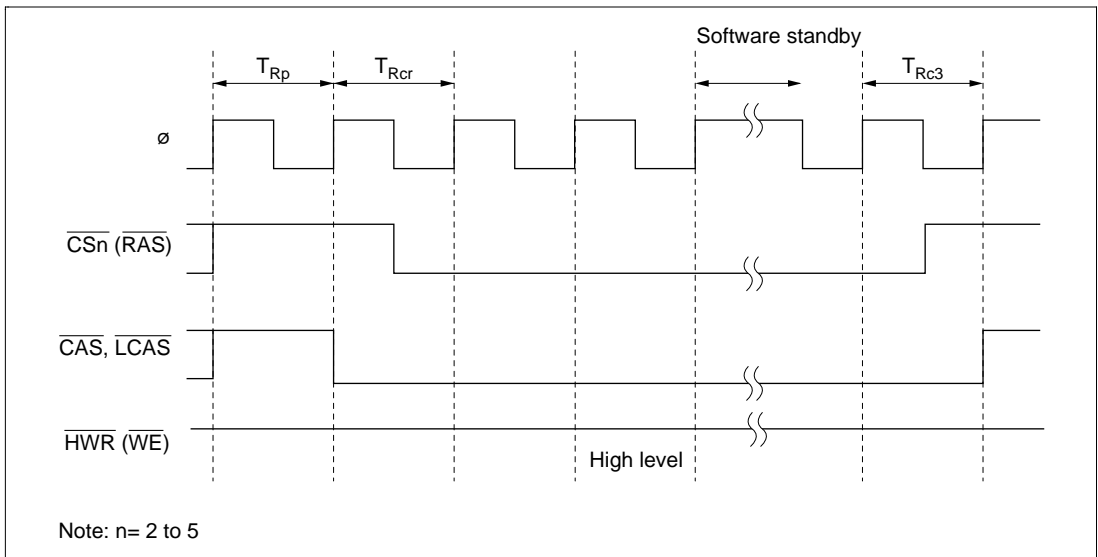 Software standby
T_Rp
T_Rcr
T_Rc3
ø
CSn (RAS)
CAS, LCAS
HWR (WE)
High level
Note: n= 2 to 5